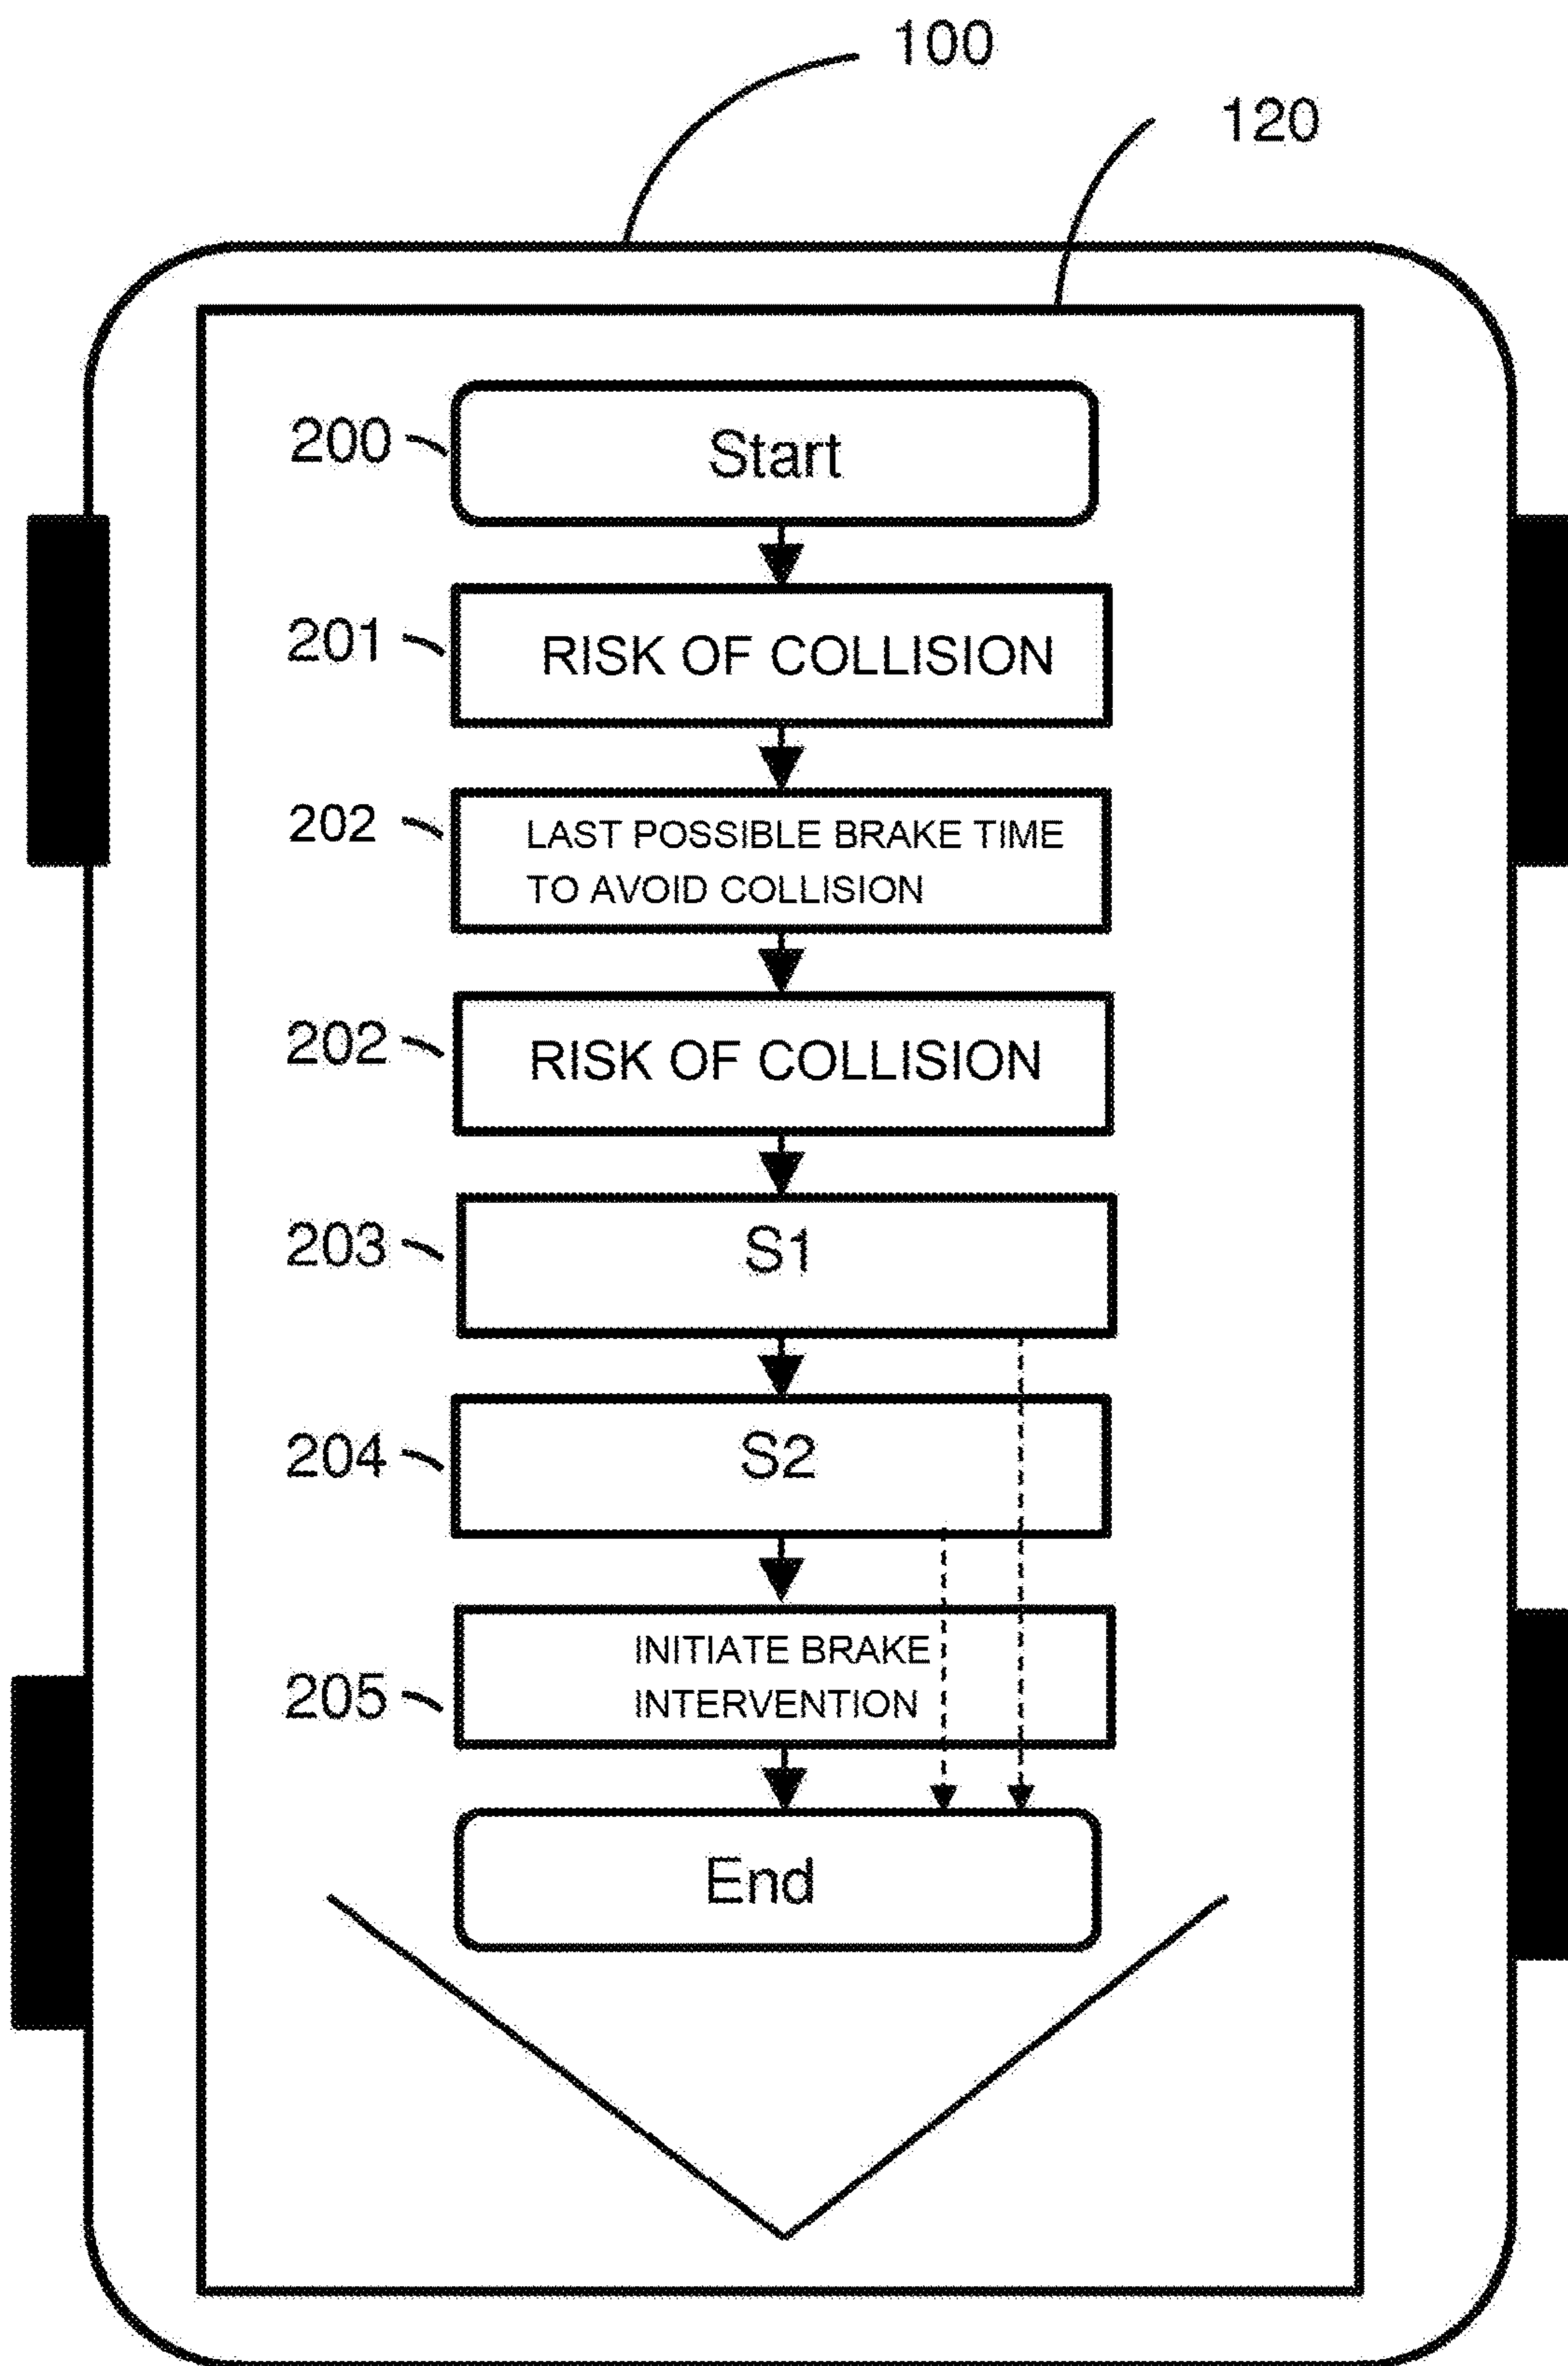 100
120
200 Start
201 RISK OF COLLISION
202 LAST POSSIBLE BRAKE TIME
TO AVOID COLLISION
202 RISK OF COLLISION
203 S1
204 S2
205 INITIATE BRAKE
INTERVENTION
End